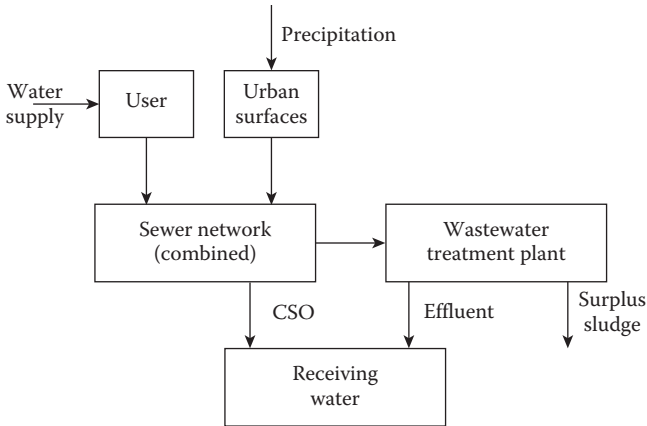 Precipitation
Water
supply
User
Urban
surfaces
Sewer network
(combined)
Wastewater
treatment plant
CSO
Effluent
Surplus
sludge
Receiving
water